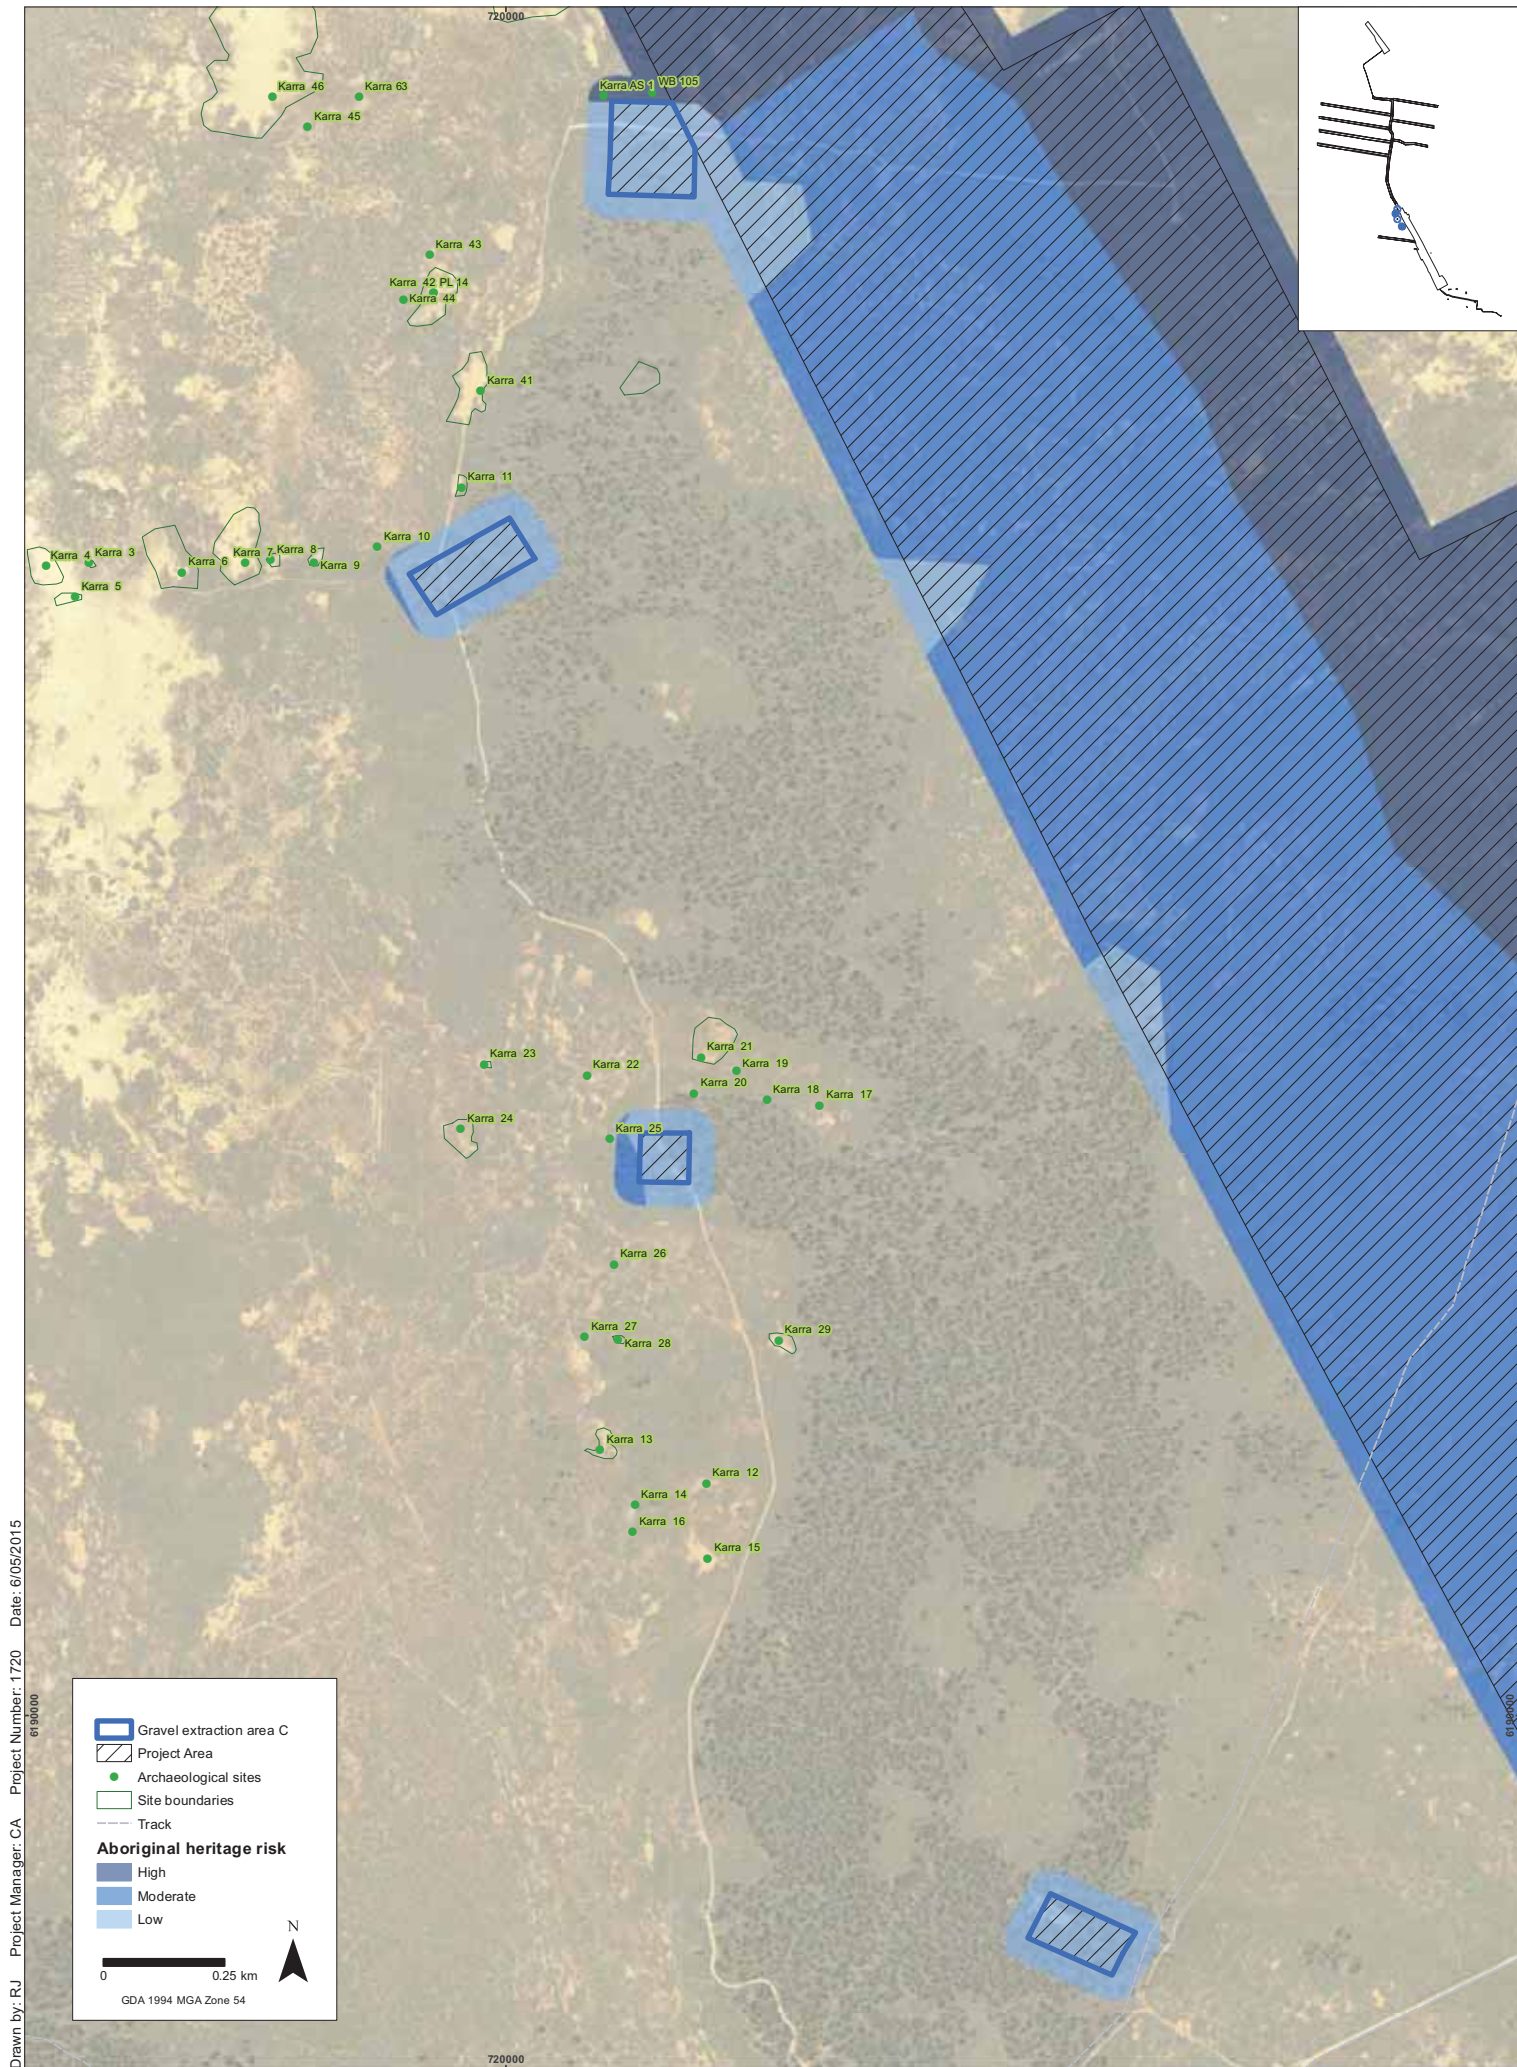 720000
Karra 46
Karra 63
Karra 45
Karra AS 1
WB 105
Karra 43
Karra 42
PL 14
Karra 44
Karra 41
Karra 11
Karra 10
Karra 4
Karra 3
Karra 6
Karra 7
Karra 8
Karra 9
Karra 5
Karra 21
Karra 23
Karra 22
Karra 19
Karra 20
Karra 18
Karra 17
Karra 24
Karra 25
Karra 26
Karra 27
Karra 28
Karra 29
Karra 13
Karra 12
Karra 14
Karra 16
Karra 15
6190000
6190000
Gravel extraction area C
Project Area
Archaeological sites
Site boundaries
Track
Aboriginal heritage risk
High
Moderate
Low
N
0 0.25 km
GDA 1994 MGA Zone 54
Drawn by: RJ Project Manager: CA Project Number: 1720 Date: 6/05/2015
720000